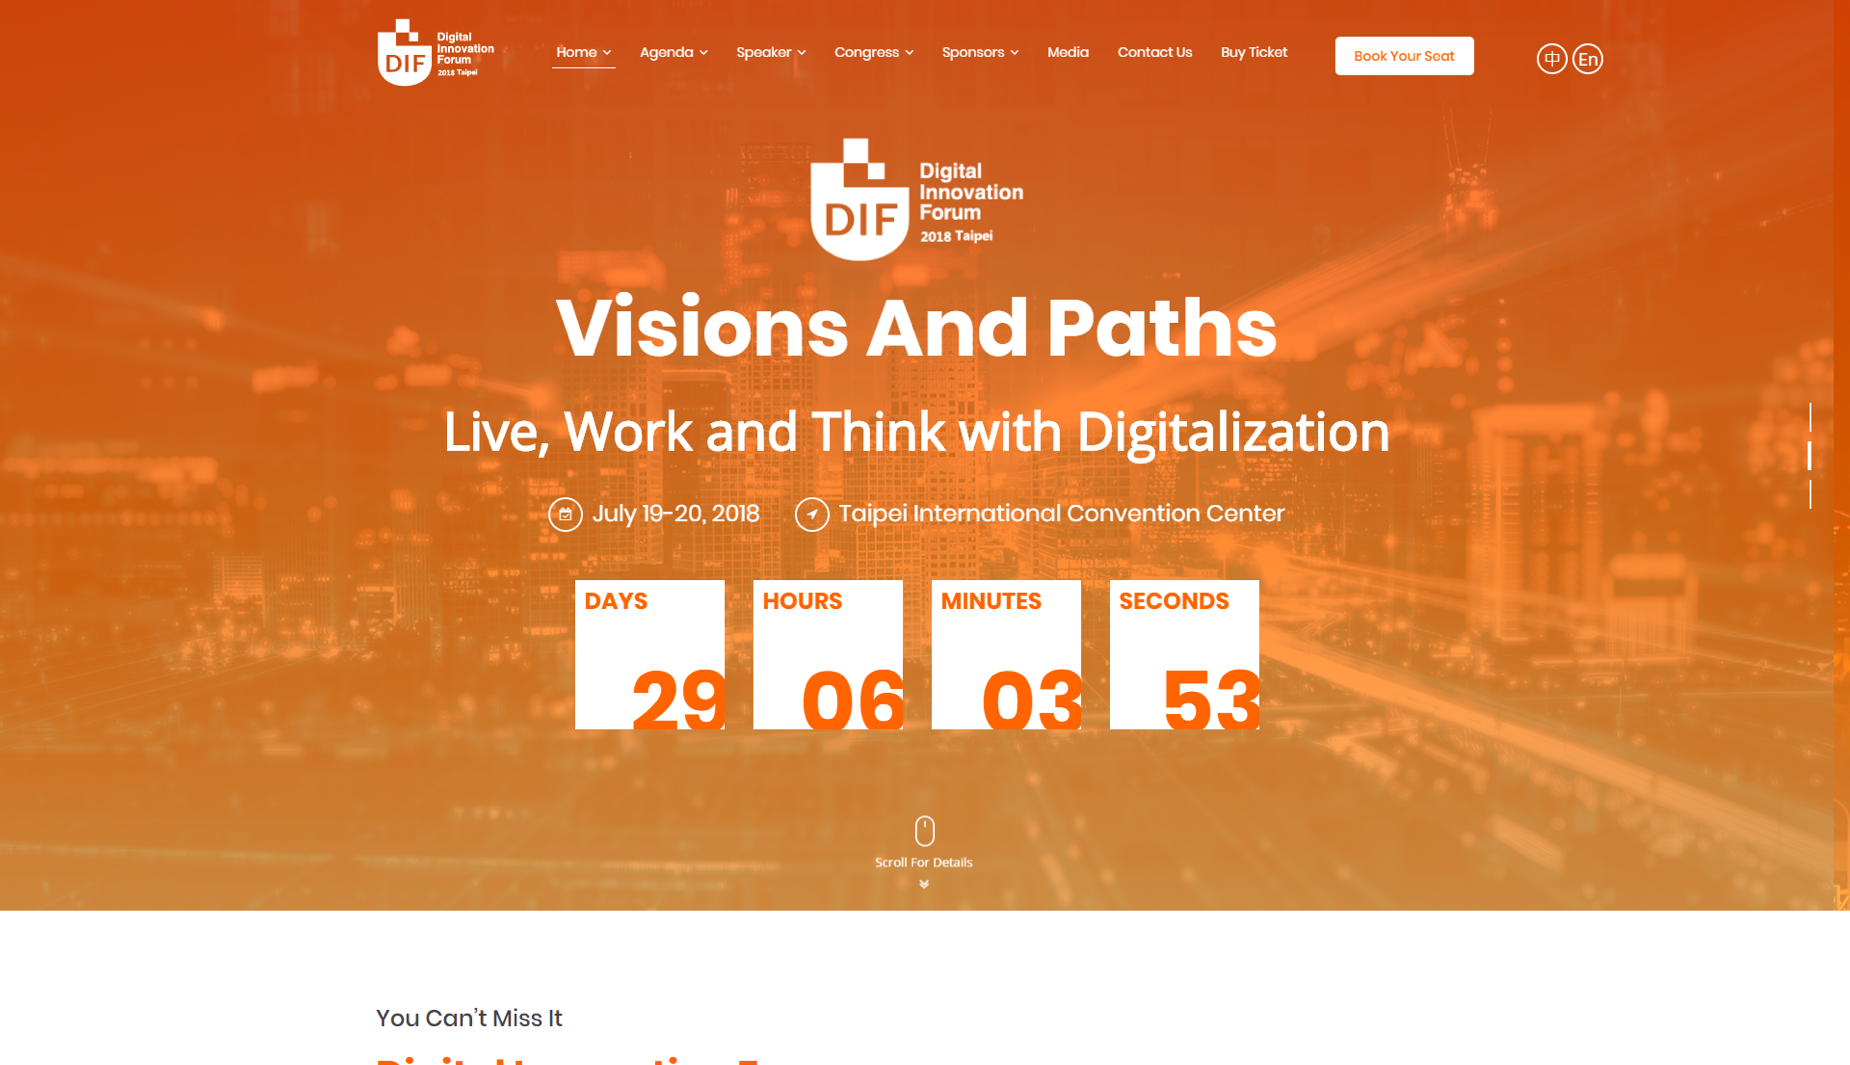 DIF
Digital
Innovation
Forum
2018 Taipei
Home
Agenda
Speaker
Congress
Sponsors
Media
Contact Us
Buy Ticket
Book Your Seat
中
En
DIF
Digital
Innovation
Forum
2018 Taipei
Visions And Paths
Live, Work and Think with Digitalization
July 19-20, 2018
Taipei International Convention Center
DAYS
29
HOURS
06
MINUTES
03
SECONDS
53
Scroll For Details
You Can't Miss It